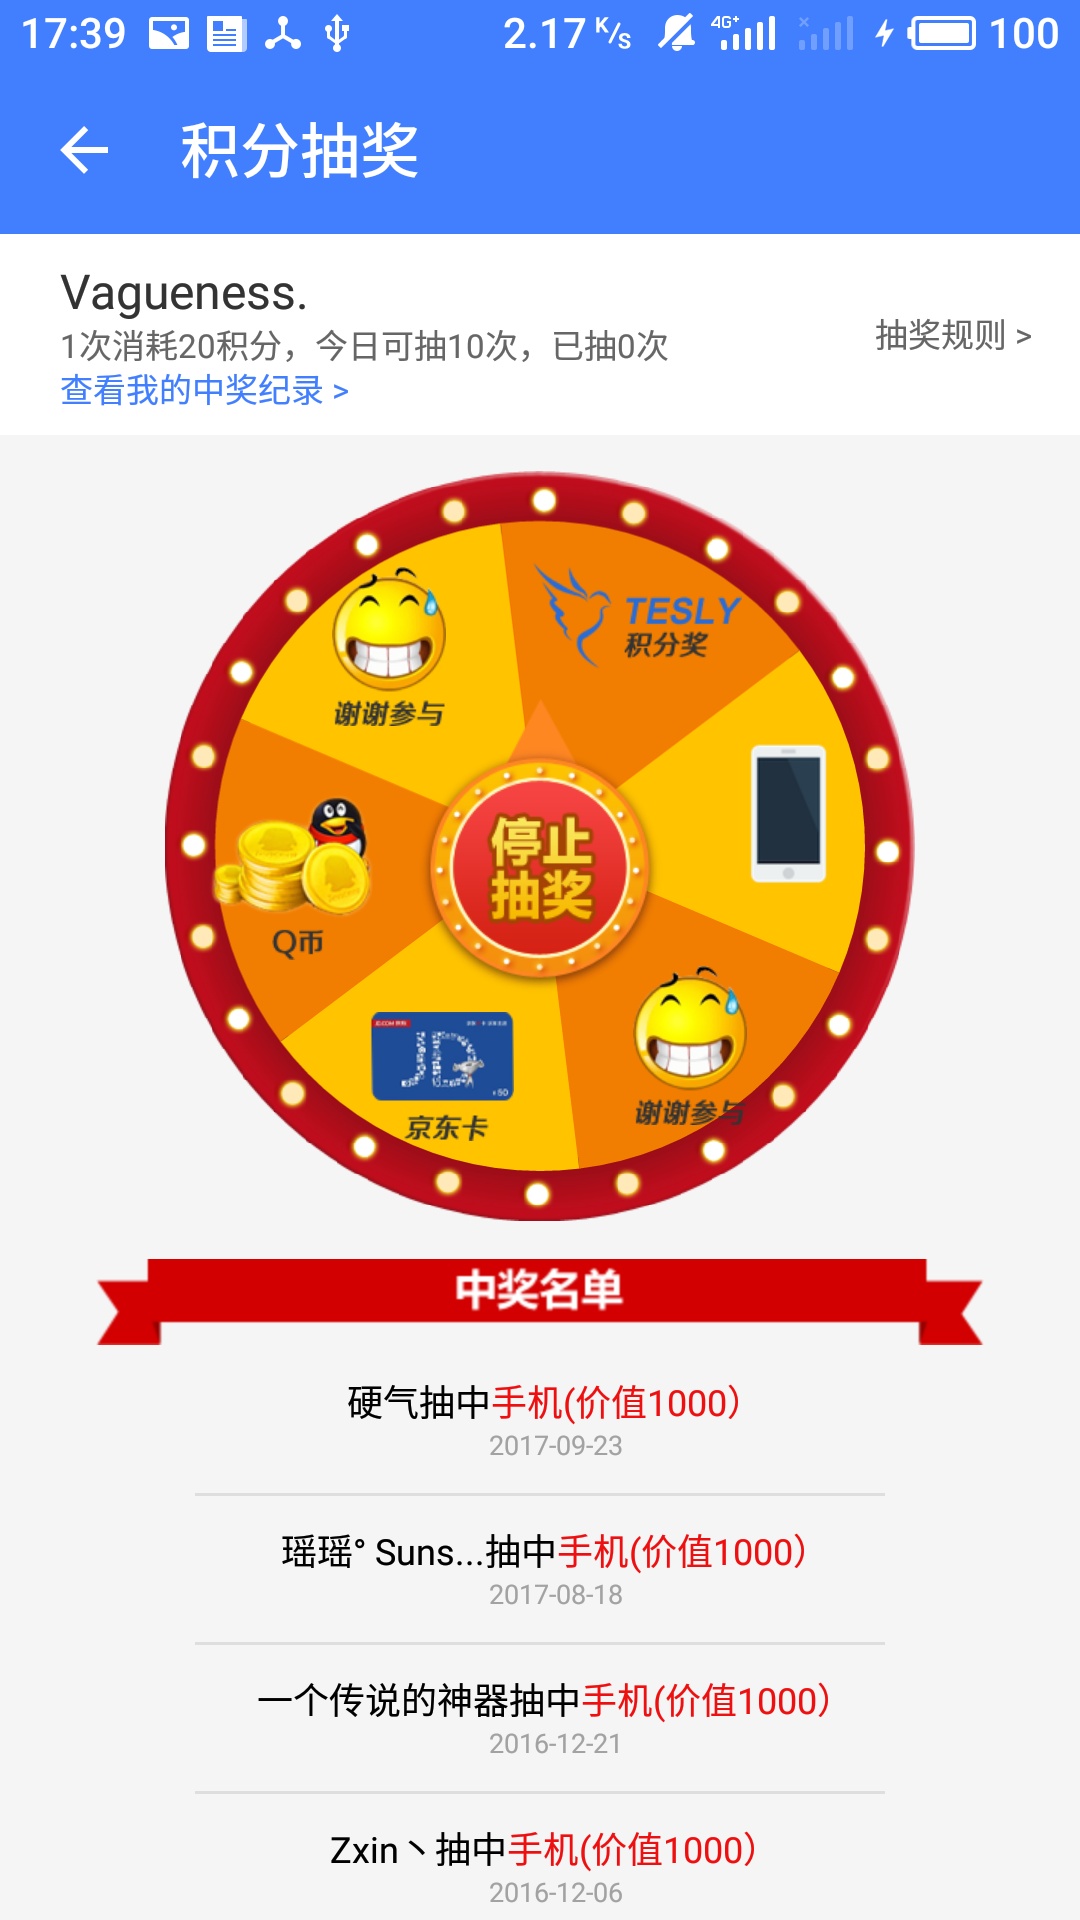 17:39 2.17 K/s 4G+ 100
积分抽奖
Vagueness.
1次消耗20积分，今日可抽10次，已抽0次
抽奖规则 >
查看我的中奖纪录 >
TESLY
积分奖
谢谢参与
停止
抽奖
Q币
京东卡
谢谢参与
中奖名单
硬气抽中手机(价值1000）
2017-09-23
瑶瑶° Suns...抽中手机(价值1000）
2017-08-18
一个传说的神器抽中手机(价值1000）
2016-12-21
Zxin丶抽中手机(价值1000）
2016-12-06